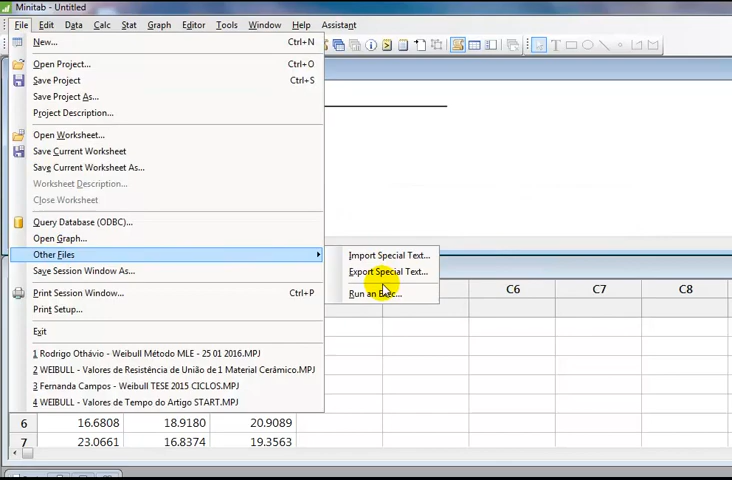 Minitab - Untitled
File Edit Data Calc Stat Graph Editor Tools Window Help Assistant
New... Ctrl+N
Open Project... Ctrl+O
Save Project Ctrl+S
Save Project As...
Project Description...
Open Worksheet...
Save Current Worksheet
Save Current Worksheet As...
Worksheet Description...
Close Worksheet
Query Database (ODBC)...
Open Graph...
Other Files
Import Special Text...
Export Special Text...
Run an Exec...
Save Session Window As...
Print Session Window... Ctrl+P
Print Setup...
Exit
1 Rodrigo Othávio - Weibull Método MLE - 25 01 2016.MPJ
2 WEIBULL - Valores de Resistência de União de 1 Material Cerâmico.MPJ
3 Fernanda Campos - Weibull TESE 2015 CICLOS.MPJ
4 WEIBULL - Valores de Tempo do Artigo START.MPJ
C6 C7 C8
6 16.6808 18.9180 20.9089
7 23.0661 16.8374 19.3563